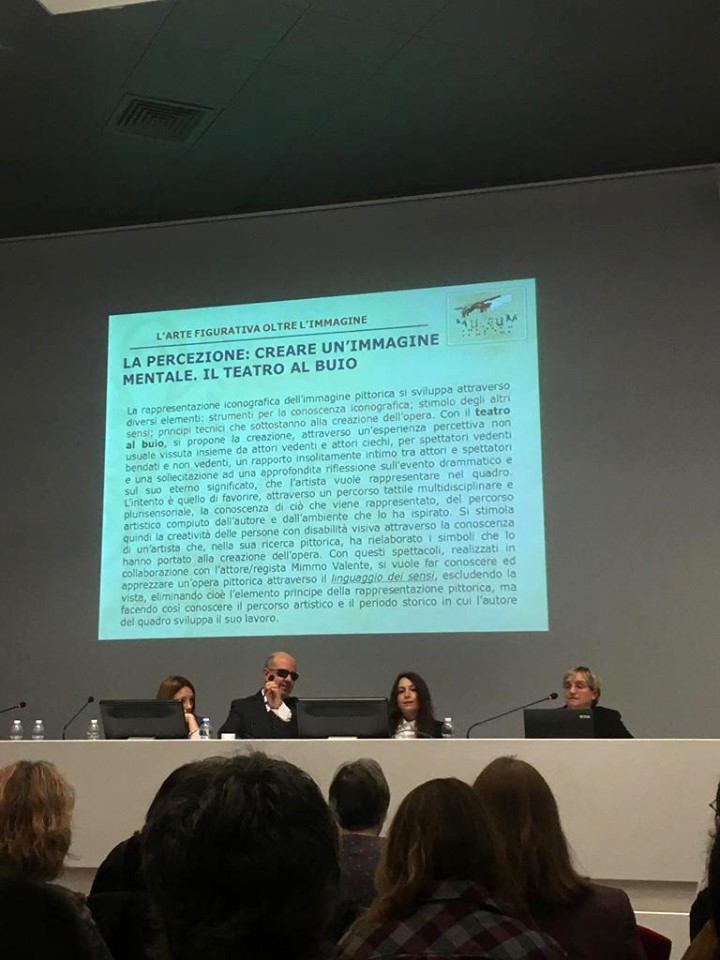 L'ARTE FIGURATIVA OLTRE L'IMMAGINE
LA PERCEZIONE: CREARE UN'IMMAGINE
MENTALE. IL TEATRO AL BUIO
La rappresentazione iconografica dell'immagine pittorica si sviluppa attraverso
diversi elementi: strumenti per la conoscenza iconografica; stimolo degli altri
sensi; principi tecnici che sottostanno alla creazione dell'opera. Con il teatro
al buio, si propone la creazione, attraverso un'esperienza percettiva non
usuale vissuta insieme da attori vedenti e attori ciechi, per spettatori vedenti
bendati e non vedenti, un rapporto insolitamente intimo tra attori e spettatori
e una sollecitazione ad una approfondita riflessione sull'evento drammatico e
sul suo eterno significato, che l'artista vuole rappresentare nel quadro.
L'intento è quello di favorire, attraverso un percorso tattile multidisciplinare e
plurisensoriale, la conoscenza di ciò che viene rappresentato, del percorso
artistico compiuto dall'autore e dall'ambiente che lo ha ispirato. Si stimola
quindi la creatività delle persone con disabilità visiva attraverso la conoscenza
di un'artista che, nella sua ricerca pittorica, ha rielaborato i simboli che lo
hanno portato alla creazione dell'opera. Con questi spettacoli, realizzati in
collaborazione con l'attore/regista Mimmo Valente, si vuole far conoscere ed
apprezzare un'opera pittorica attraverso il linguaggio dei sensi, escludendo la
vista, eliminando cioè l'elemento principe della rappresentazione pittorica, ma
facendo così conoscere il percorso artistico e il periodo storico in cui l'autore
del quadro sviluppa il suo lavoro.